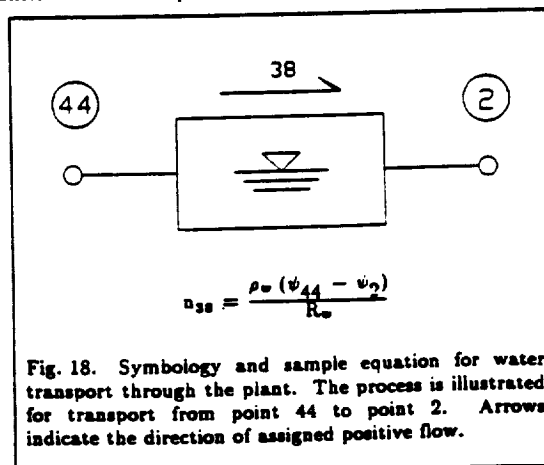 38
44
2
n₃₈ = ρw (ψ₄₄ − ψ₂) / Rw
Fig. 18. Symbology and sample equation for water
transport through the plant. The process is illustrated
for transport from point 44 to point 2. Arrows
indicate the direction of assigned positive flow.